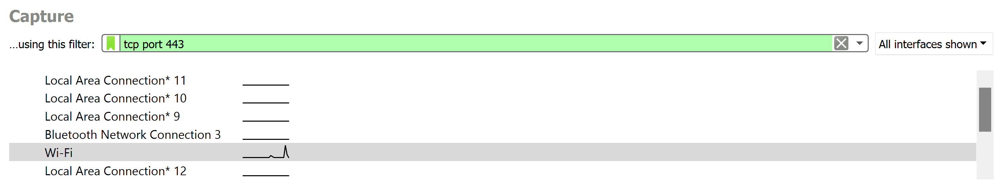 Capture
...using this filter: tcp port 443 All interfaces shown
Local Area Connection* 11
Local Area Connection* 10
Local Area Connection* 9
Bluetooth Network Connection 3
Wi-Fi
Local Area Connection* 12